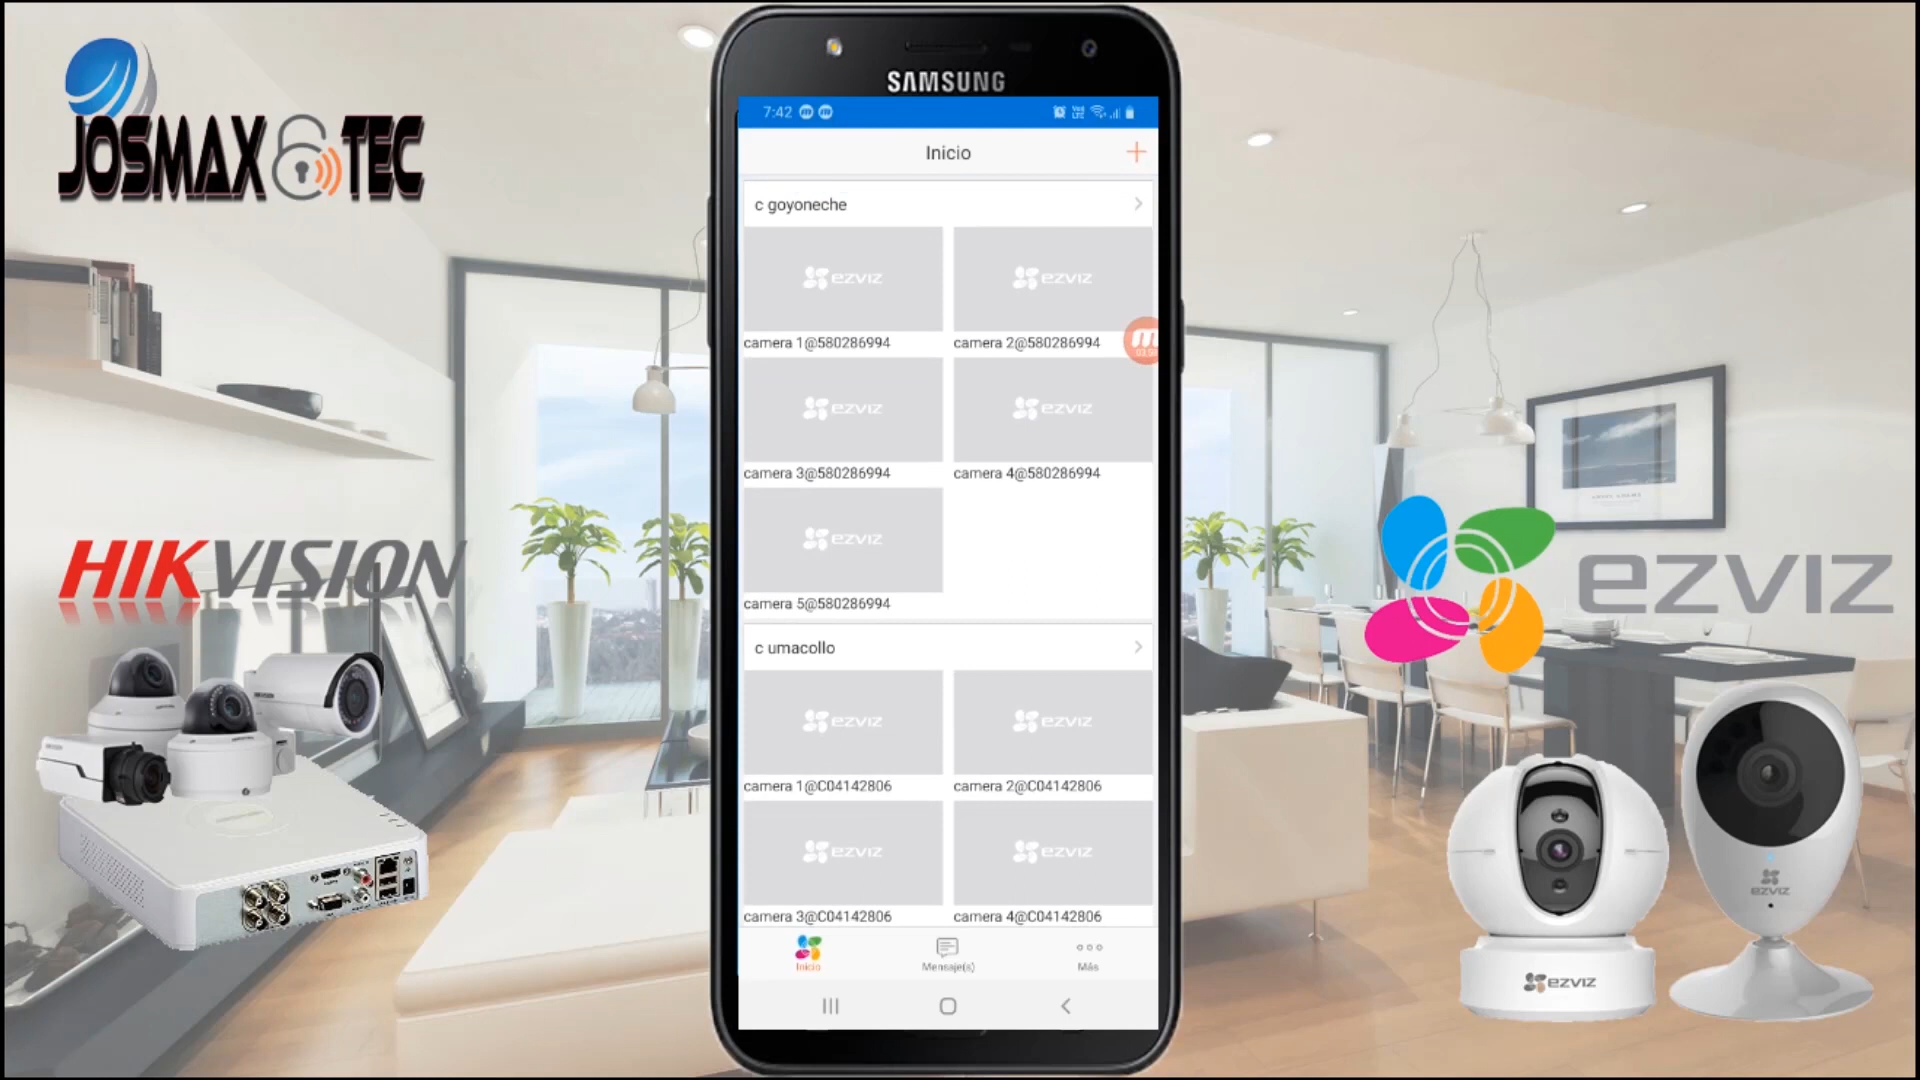 JOSMAX TEC
HIKVISION
SAMSUNG
7:42
Inicio
c goyoneche
ezviz
ezviz
camera 1@580286994
camera 2@580286994
ezviz
ezviz
camera 3@580286994
camera 4@580286994
ezviz
camera 5@580286994
c umacollo
ezviz
ezviz
camera 1@C04142806
camera 2@C04142806
ezviz
ezviz
camera 3@C04142806
camera 4@C04142806
Inicio
Mensaje(s)
Más
ezviz
ezviz
ezviz